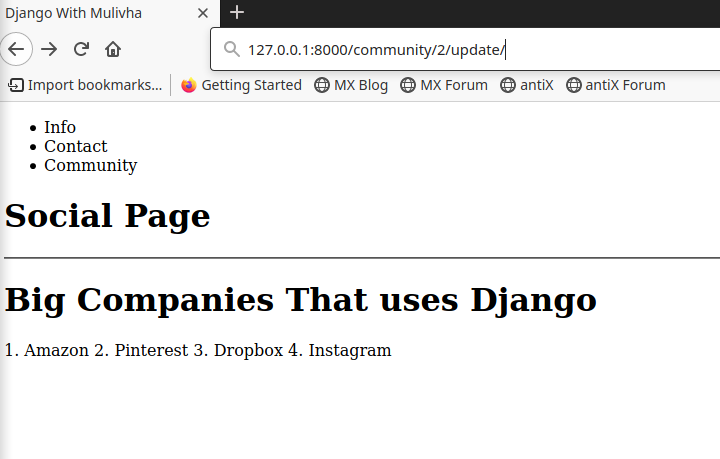 Django With Mulivha
127.0.0.1:8000/community/2/update/
Import bookmarks... Getting Started MX Blog MX Forum antiX antiX Forum
Info
Contact
Community
Social Page
Big Companies That uses Django
1. Amazon 2. Pinterest 3. Dropbox 4. Instagram